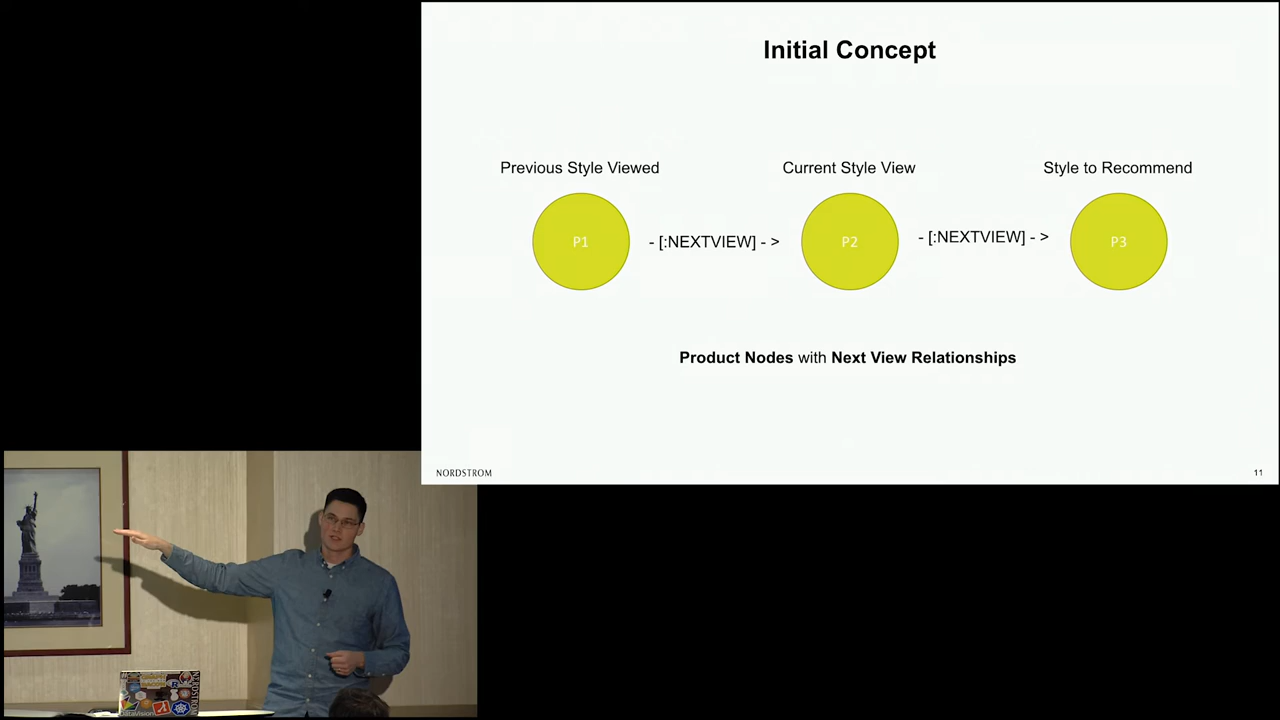 Initial Concept
Previous Style Viewed
Current Style View
Style to Recommend
P1
- [:NEXTVIEW] - >
P2
- [:NEXTVIEW] - >
P3
Product Nodes with Next View Relationships
NORDSTROM
11
NORDSTROM